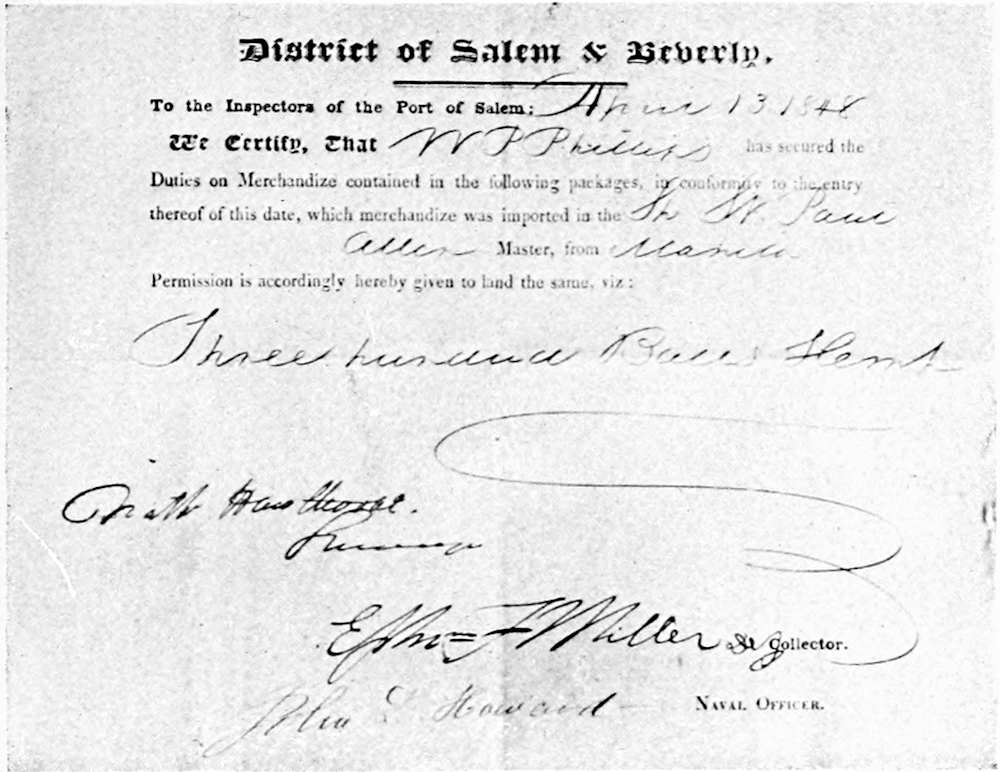 District of Salem & Beverly.
To the Inspectors of the Port of Salem: April 13 1848
We Certify, That W P Phillips has secured the
Duties on Merchandize contained in the following packages, in conformity to the entry
thereof of this date, which merchandize was imported in the Sh St. Paul
Allen Master, from Manila
Permission is accordingly hereby given to land the same, viz:
Three hundred Bales Hemp
Nath Hawthorne.
Surveyor
Ephm F Miller Collector.
John Howard NAVAL OFFICER.